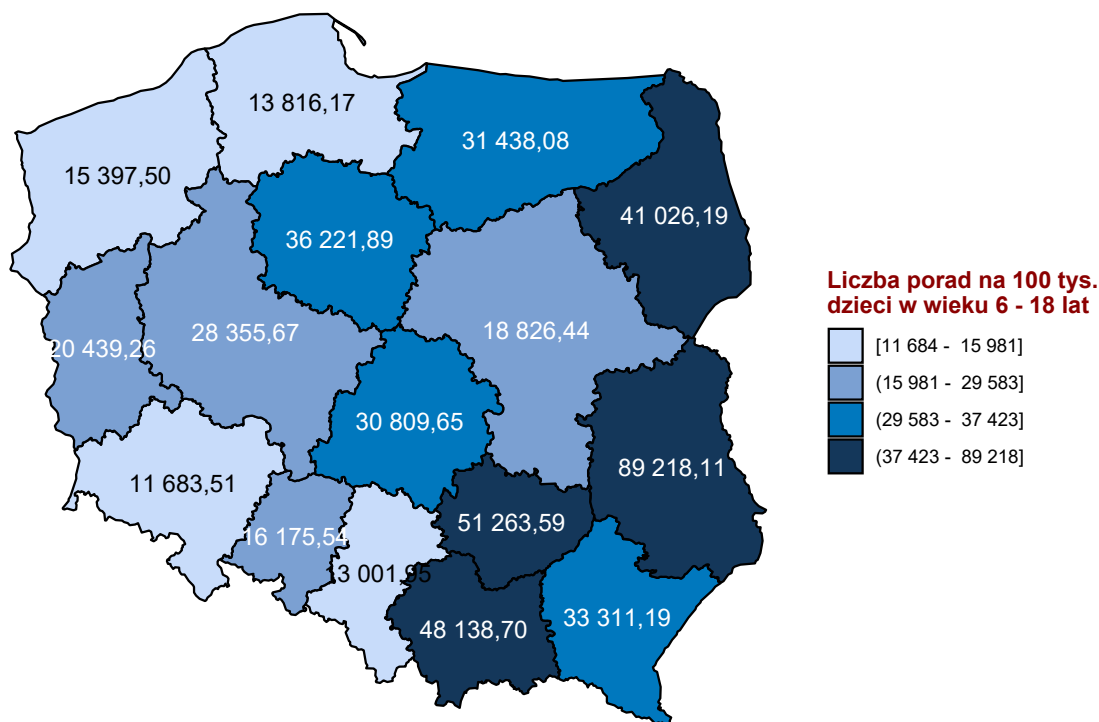 13 816,17
31 438,08
15 397,50
41 026,19
36 221,89
Liczba porad na 100 tys.
dzieci w wieku 6 - 18 lat
20 439,26
28 355,67
18 826,44
[11 684 - 15 981]
(15 981 - 29 583]
(29 583 - 37 423]
(37 423 - 89 218]
30 809,65
11 683,51
89 218,11
51 263,59
16 175,54
3 001,95
33 311,19
48 138,70